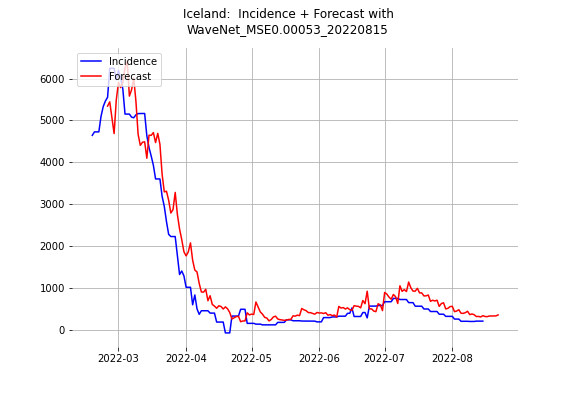 Iceland:  Incidence + Forecast with
WaveNet_MSE0.00053_20220815
Incidence
Forecast
6000
5000
4000
3000
2000
1000
0
2022-03 2022-04 2022-05 2022-06 2022-07 2022-08